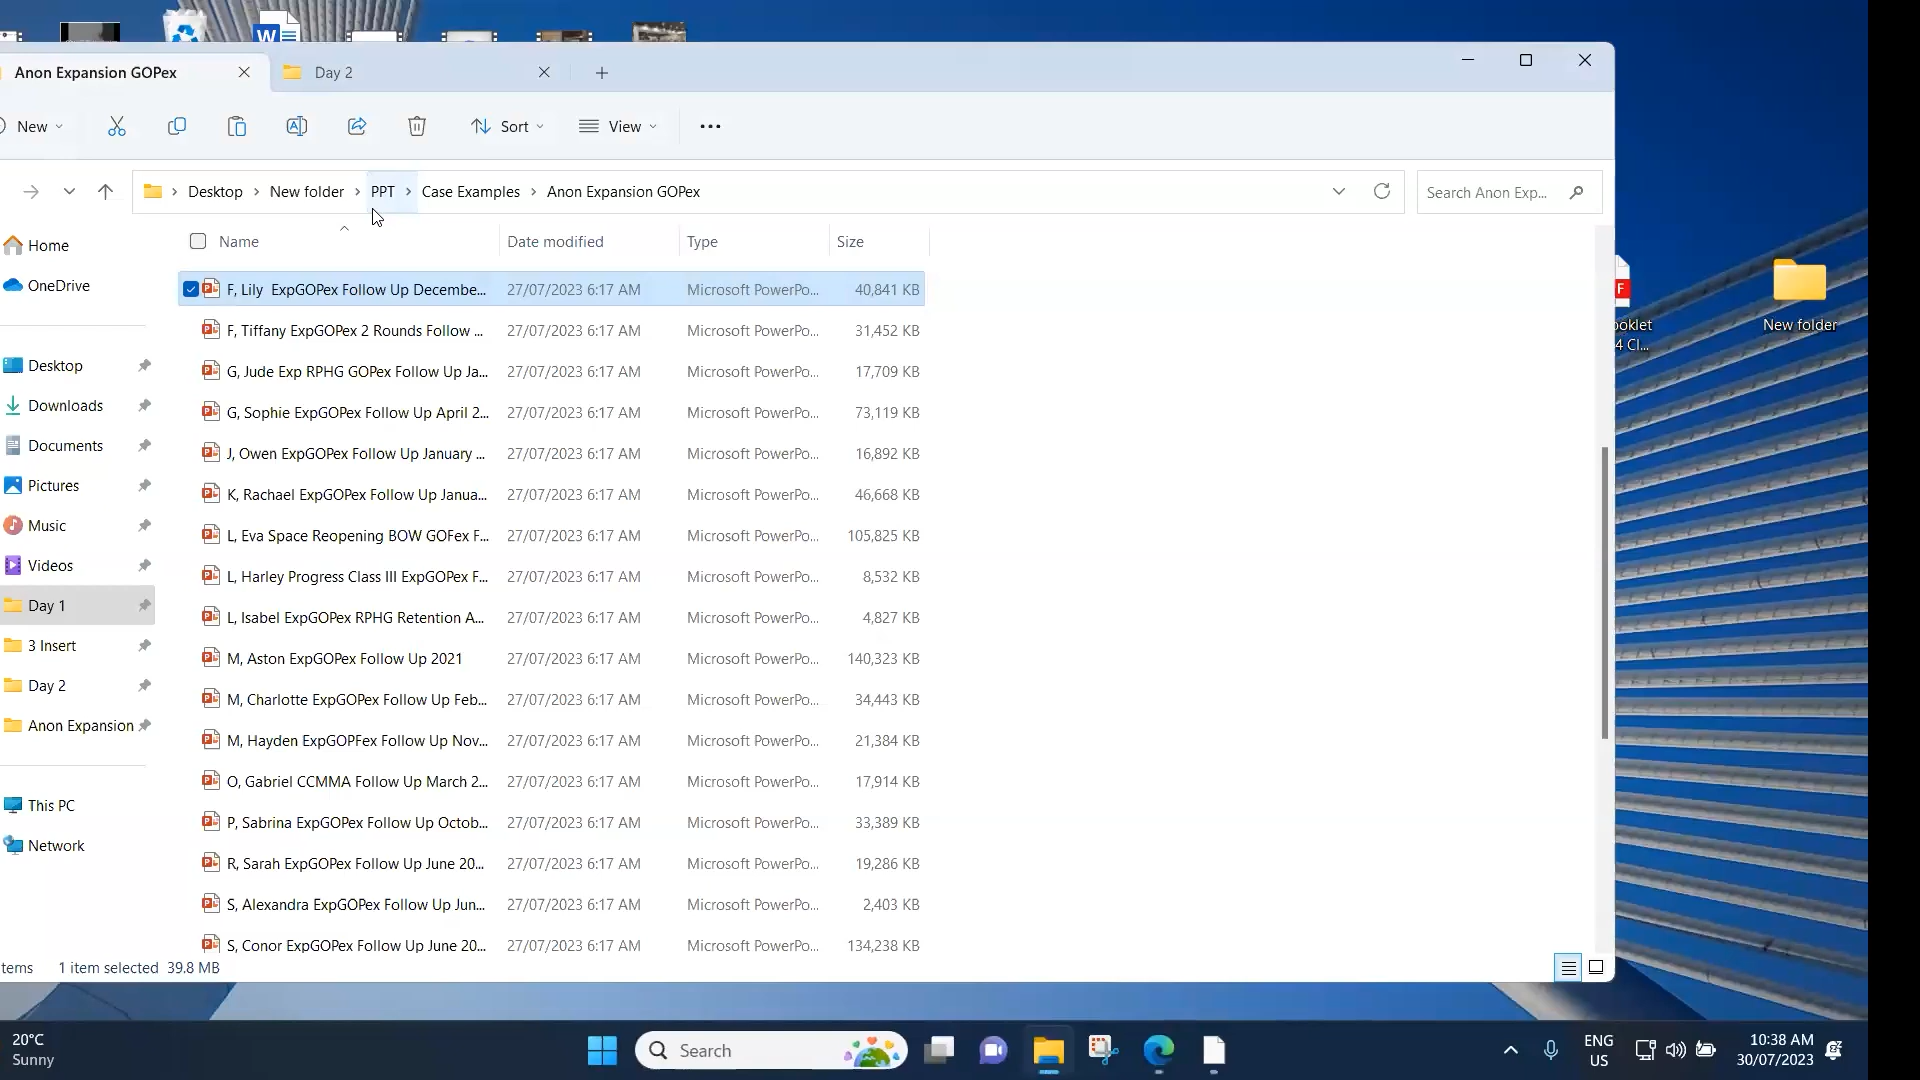 Anon Expansion GOPex
Day 2
New
Sort
View
Desktop
New folder
PPT
Case Examples
Anon Expansion GOPex
Search Anon Exp...
Home
OneDrive
Desktop
Downloads
Documents
Pictures
Music
Videos
Day 1
3 Insert
Day 2
Anon Expansion
This PC
Network
Name Date modified Type Size
F, Lily  ExpGOPex Follow Up Decembe... 27/07/2023 6:17 AM Microsoft PowerPo... 40,841 KB
F, Tiffany ExpGOPex 2 Rounds Follow ... 27/07/2023 6:17 AM Microsoft PowerPo... 31,452 KB
G, Jude Exp RPHG GOPex Follow Up Ja... 27/07/2023 6:17 AM Microsoft PowerPo... 17,709 KB
G, Sophie ExpGOPex Follow Up April 2... 27/07/2023 6:17 AM Microsoft PowerPo... 73,119 KB
J, Owen ExpGOPex Follow Up January ... 27/07/2023 6:17 AM Microsoft PowerPo... 16,892 KB
K, Rachael ExpGOPex Follow Up Janua... 27/07/2023 6:17 AM Microsoft PowerPo... 46,668 KB
L, Eva Space Reopening BOW GOFex F... 27/07/2023 6:17 AM Microsoft PowerPo... 105,825 KB
L, Harley Progress Class III ExpGOPex F... 27/07/2023 6:17 AM Microsoft PowerPo... 8,532 KB
L, Isabel ExpGOPex RPHG Retention A... 27/07/2023 6:17 AM Microsoft PowerPo... 4,827 KB
M, Aston ExpGOPex Follow Up 2021 27/07/2023 6:17 AM Microsoft PowerPo... 140,323 KB
M, Charlotte ExpGOPex Follow Up Feb... 27/07/2023 6:17 AM Microsoft PowerPo... 34,443 KB
M, Hayden ExpGOPFex Follow Up Nov... 27/07/2023 6:17 AM Microsoft PowerPo... 21,384 KB
O, Gabriel CCMMA Follow Up March 2... 27/07/2023 6:17 AM Microsoft PowerPo... 17,914 KB
P, Sabrina ExpGOPex Follow Up Octob... 27/07/2023 6:17 AM Microsoft PowerPo... 33,389 KB
R, Sarah ExpGOPex Follow Up June 20... 27/07/2023 6:17 AM Microsoft PowerPo... 19,286 KB
S, Alexandra ExpGOPex Follow Up Jun... 27/07/2023 6:17 AM Microsoft PowerPo... 2,403 KB
S, Conor ExpGOPex Follow Up June 20... 27/07/2023 6:17 AM Microsoft PowerPo... 134,238 KB
tems 1 item selected 39.8 MB
ooklet
4 Cl...
New folder
20°C
Sunny
Search
ENG
US
10:38 AM
30/07/2023